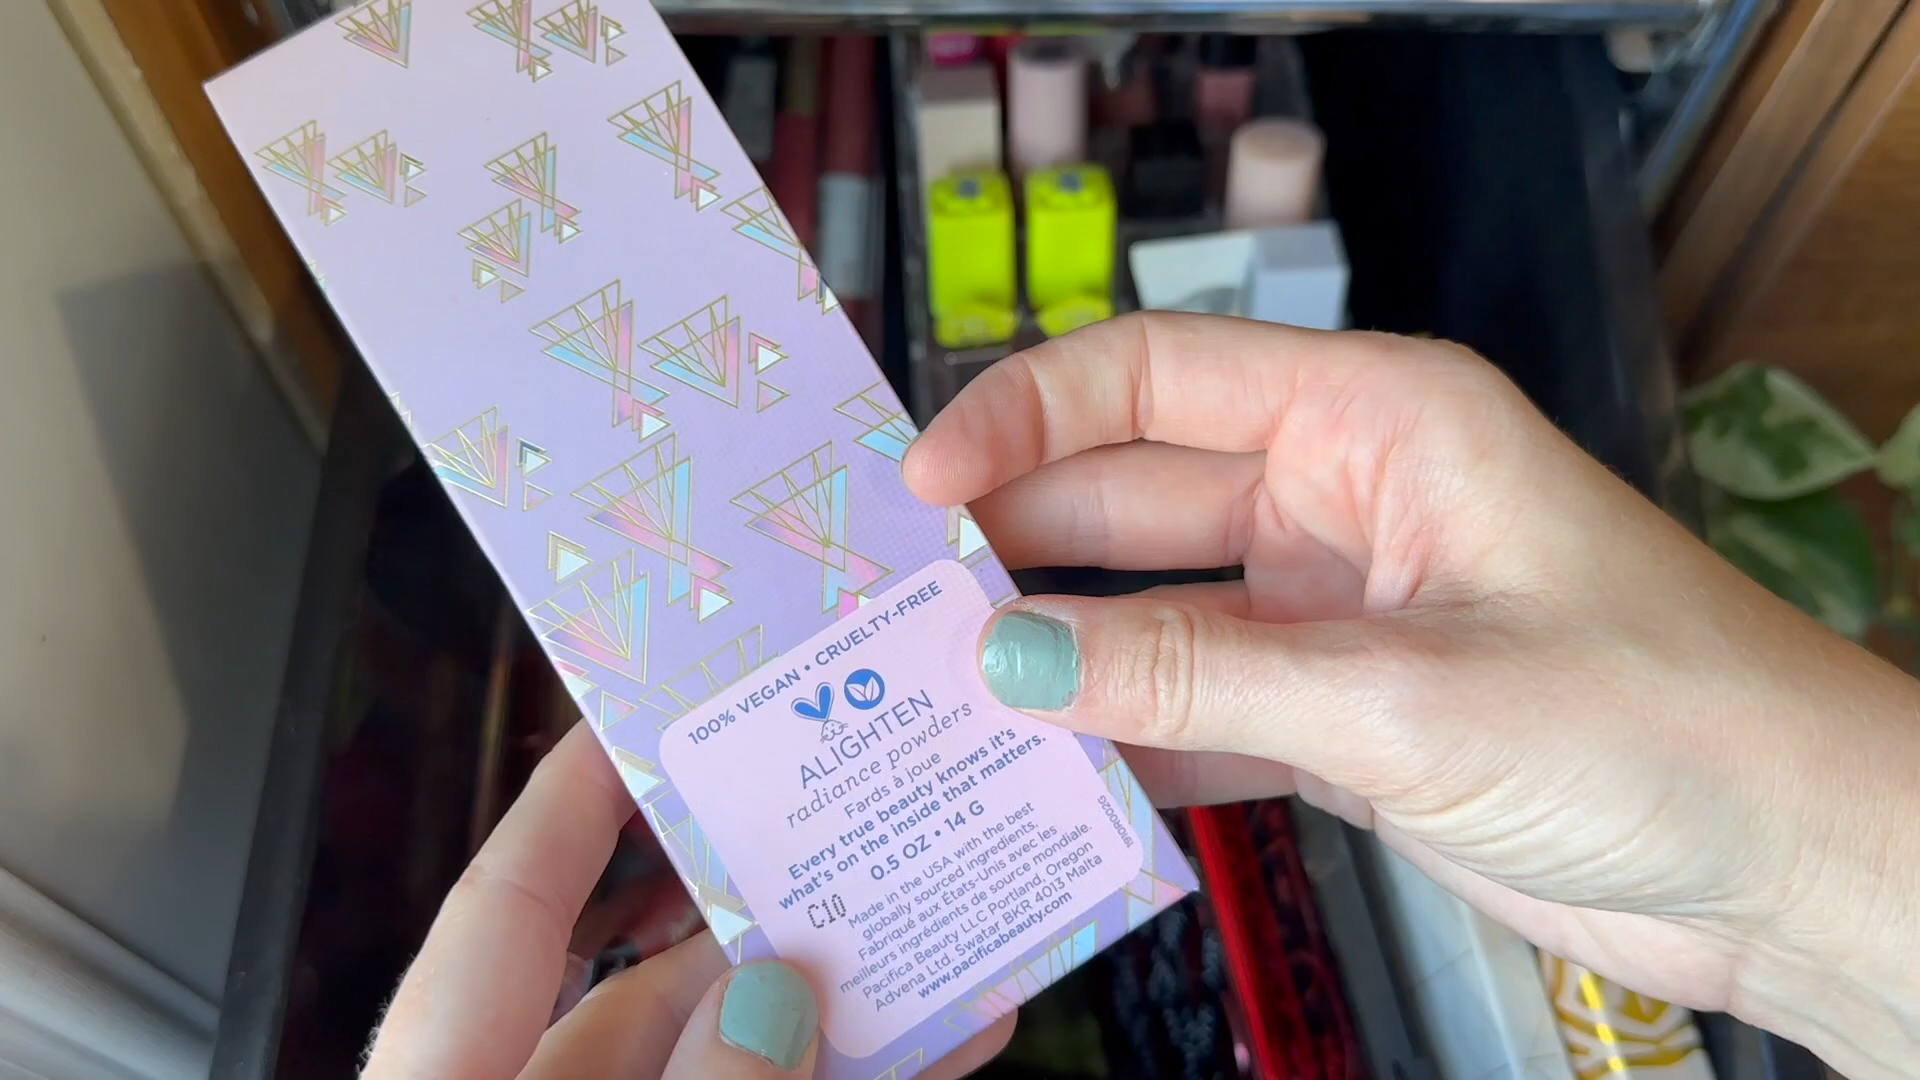 100% VEGAN • CRUELTY-FREE
ALIGHTEN
radiance powders
Fards à joue
Every true beauty knows it's
what's on the inside that matters.
0.5 OZ • 14 G
C10
Made in the USA with the best
globally sourced ingredients.
Fabriqué aux États-Unis avec les
meilleurs ingrédients de source mondiale.
Pacifica Beauty LLC Portland, Oregon
Advena Ltd. Swatar BKR 4013 Malta
www.pacificabeauty.com
1910R002G